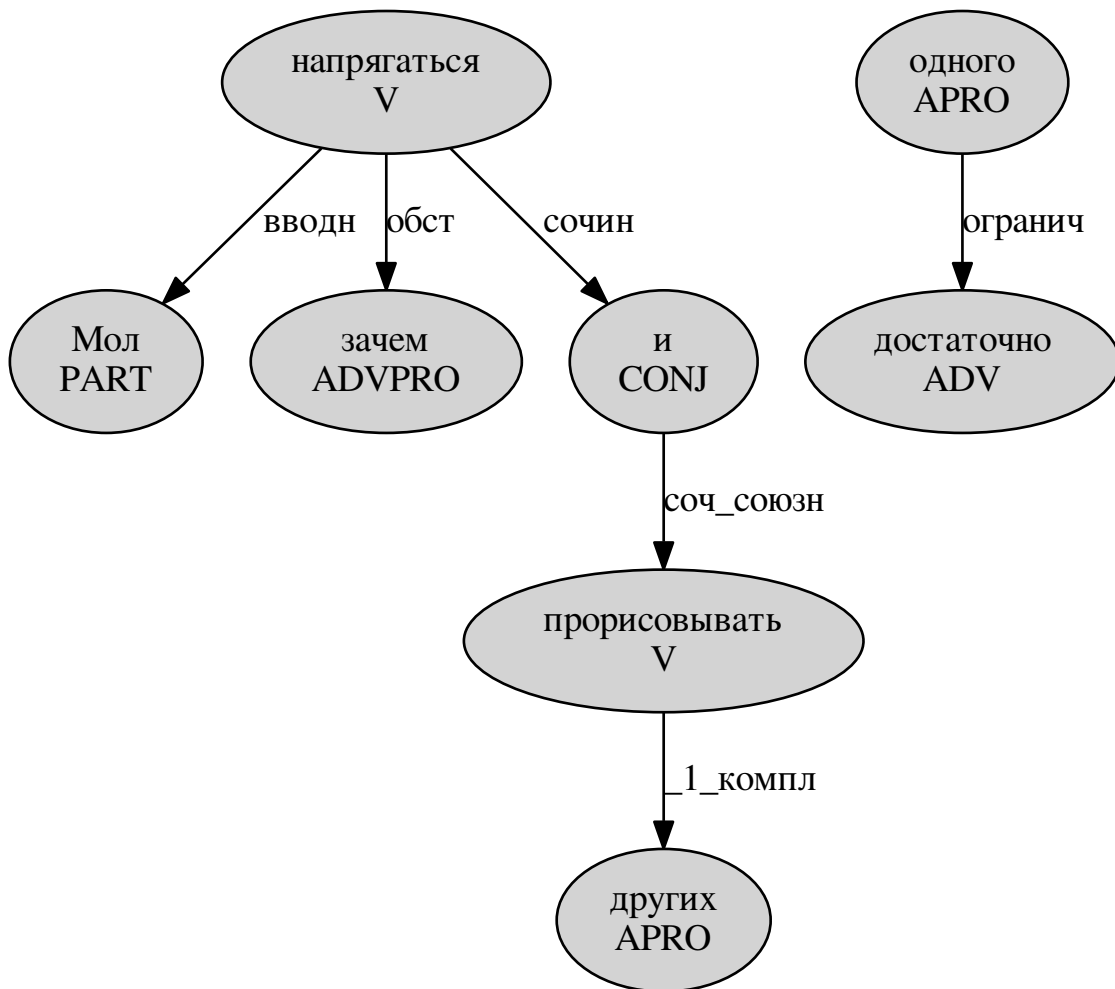 напрягаться
V
одного
APRO
вводн
обст
сочин
огранич
Мол
PART
зачем
ADVPRO
и
CONJ
достаточно
ADV
соч_союзн
прорисовывать
V
_1_компл
других
APRO